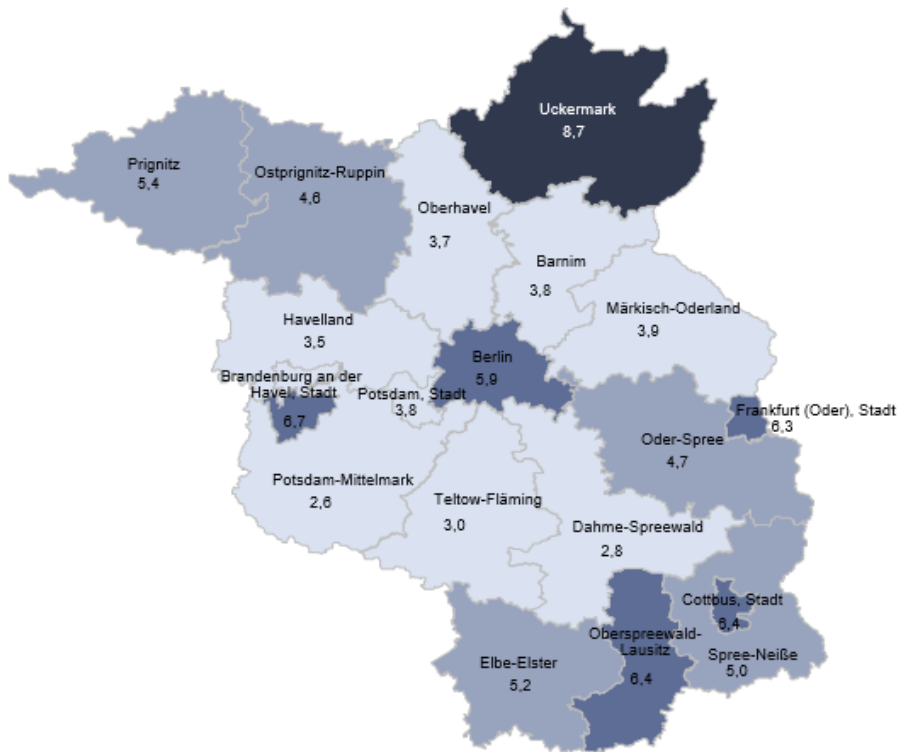 Uckermark
8,7
Prignitz
5,4
Ostprignitz-Ruppin
4,6
Oberhavel
3,7
Barnim
3,8
Märkisch-Oderland
3,9
Havelland
3,5
Berlin
5,9
Brandenburg an der
Havel, Stadt
6,7
Potsdam, Stadt
3,8
Frankfurt (Oder), Stadt
6,3
Oder-Spree
4,7
Potsdam-Mittelmark
2,6
Teltow-Fläming
3,0
Dahme-Spreewald
2,8
Cottbus, Stadt
6,4
Oberspreewald-
Lausitz
6,4
Spree-Neiße
5,0
Elbe-Elster
5,2